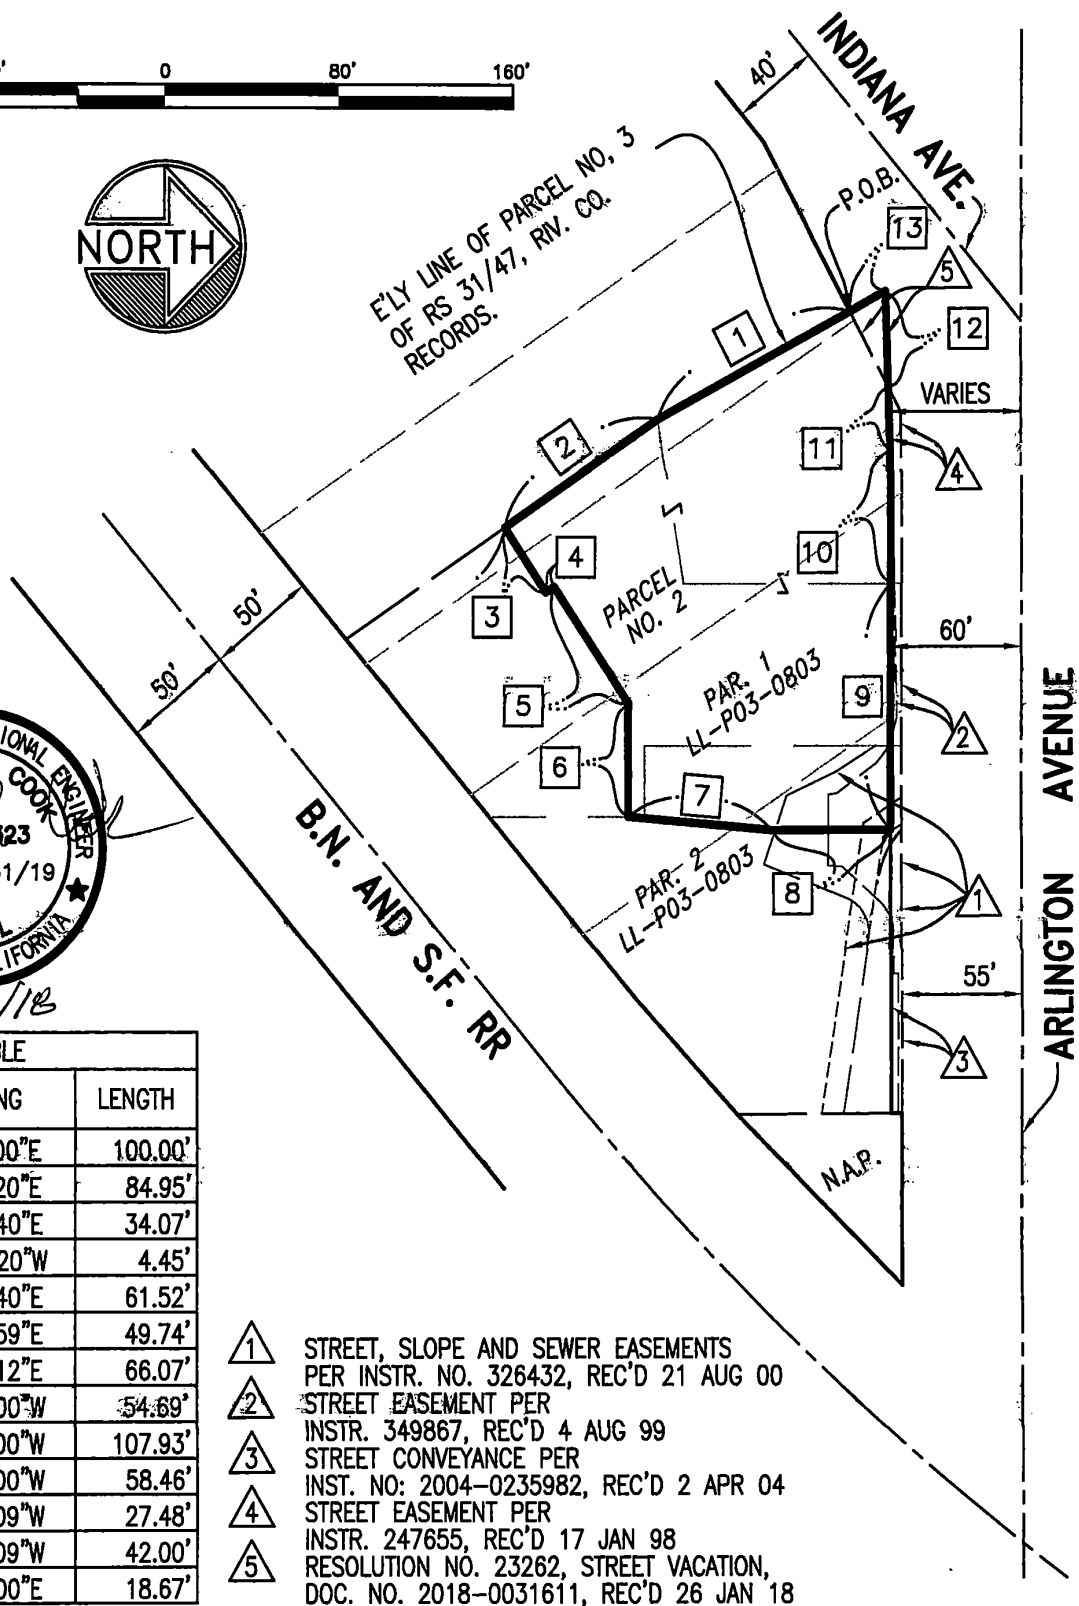 0
80'
160'
NORTH
E'LY LINE OF PARCEL NO, 3
OF RS 31/47, RIV. CO.
RECORDS.
40'
INDIANA AVE.
P.O.B.
13
5
12
VARIES
1
2
11
4
10
4
3
PARCEL
NO. 2
50'
50'
60'
PAR. 1
LL-P03-0803
5
9
2
6
7
PAR. 2
LL-P03-0803
8
1
ARLINGTON AVENUE
55'
3
B.N. AND S.F. RR
N.A.P.
IONAL ENGINEER
COOK
1/19
LIFORNIA
/18
BLE
NG LENGTH
00"E 100.00'
20"E 84.95'
40"E 34.07'
20"W 4.45'
40"E 61.52'
59"E 49.74'
12"E 66.07'
00"W 54.69'
00"W 107.93'
00"W 58.46'
09"W 27.48'
09"W 42.00'
00"E 18.67'
1 STREET, SLOPE AND SEWER EASEMENTS
PER INSTR. NO. 326432, REC'D 21 AUG 00
2 STREET EASEMENT PER
INSTR. 349867, REC'D 4 AUG 99
3 STREET CONVEYANCE PER
INST. NO: 2004-0235982, REC'D 2 APR 04
4 STREET EASEMENT PER
INSTR. 247655, REC'D 17 JAN 98
5 RESOLUTION NO. 23262, STREET VACATION,
DOC. NO. 2018-0031611, REC'D 26 JAN 18